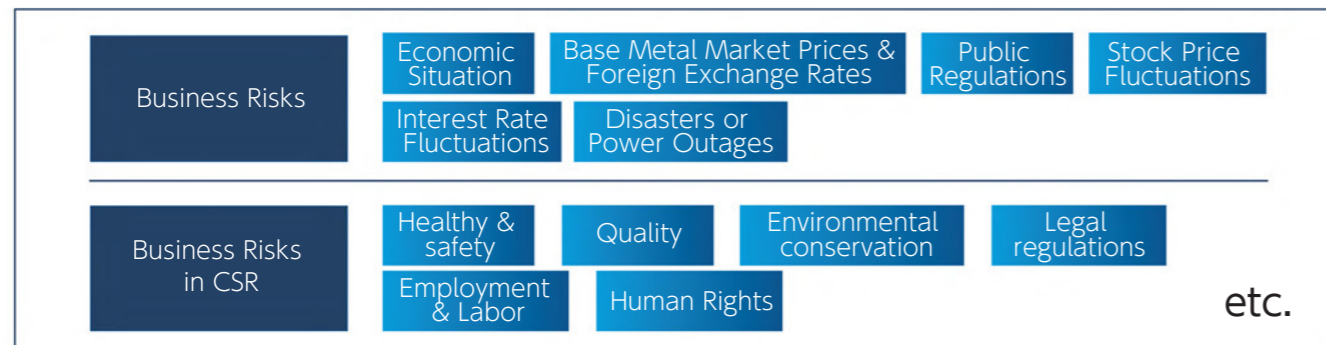 Business Risks
Economic
Situation
Base Metal Market Prices &
Foreign Exchange Rates
Public
Regulations
Stock Price
Fluctuations
Interest Rate
Fluctuations
Disasters or
Power Outages
Business Risks
in CSR
Healthy &
safety
Quality
Environmental
conservation
Legal
regulations
Employment
& Labor
Human Rights
etc.